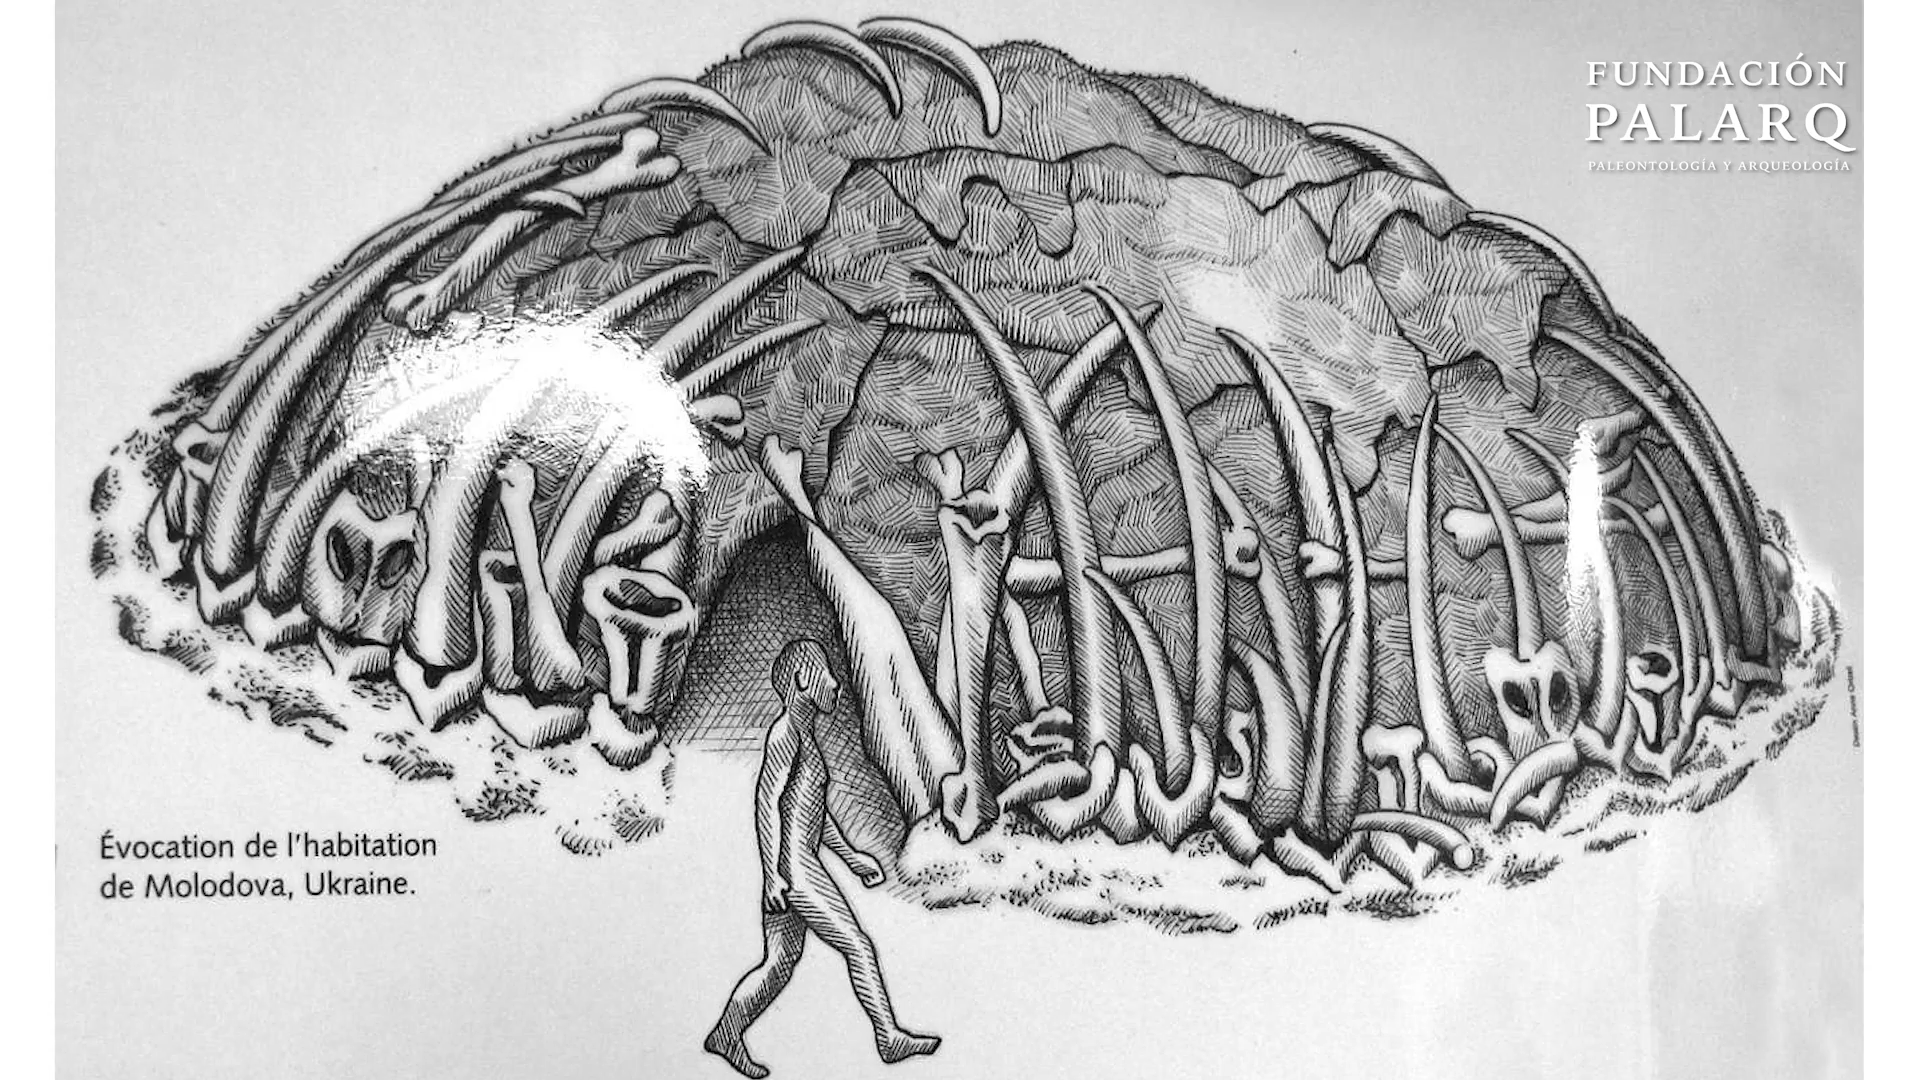 FUNDACIÓN
PALARQ
PALEONTOLOGÍA Y ARQUEOLOGÍA
Évocation de l'habitation
de Molodova, Ukraine.